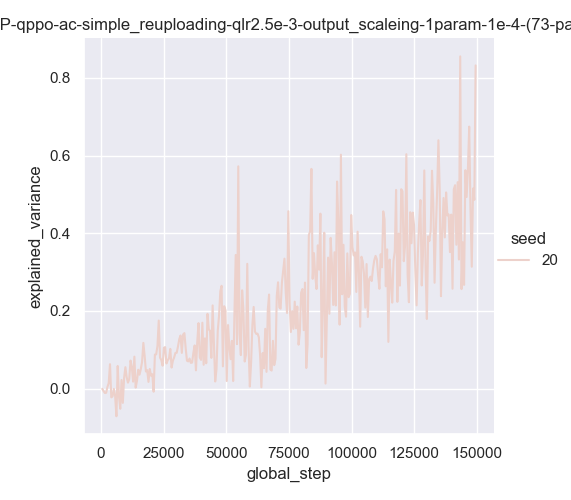 P-qppo-ac-simple_reuploading-qlr2.5e-3-output_scaleing-1param-1e-4-(73-pa
0.8
0.6
0.4
0.2
0.0
explained_variance
0 25000 50000 75000 100000 125000 150000
global_step
seed
20